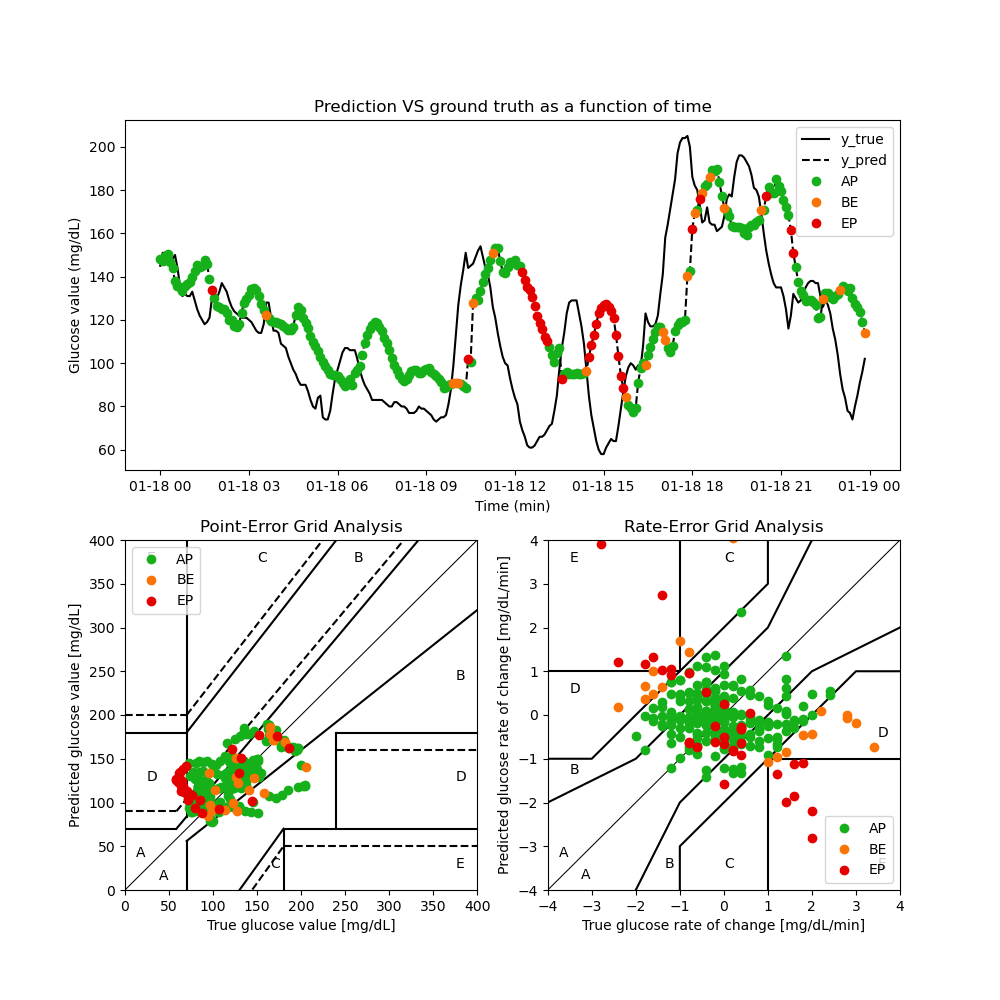 Prediction VS ground truth as a function of time
Glucose value (mg/dL)
200
180
160
140
120
100
80
60
y_true
y_pred
AP
BE
EP
01-18 00 01-18 03 01-18 06 01-18 09 01-18 12 01-18 15 01-18 18 01-18 21 01-19 00
Time (min)
Point-Error Grid Analysis
Predicted glucose value [mg/dL]
400
350
300
250
200
150
100
50
0
AP
BE
EP
C
B
B
D
D
A
A
C
E
0 50 100 150 200 250 300 350 400
True glucose value [mg/dL]
Rate-Error Grid Analysis
Predicted glucose rate of change [mg/dL/min]
4
3
2
1
0
−1
−2
−3
−4
E
C
D
D
B
A
A
B
C
AP
BE
EP
−4 −3 −2 −1 0 1 2 3 4
True glucose rate of change [mg/dL/min]